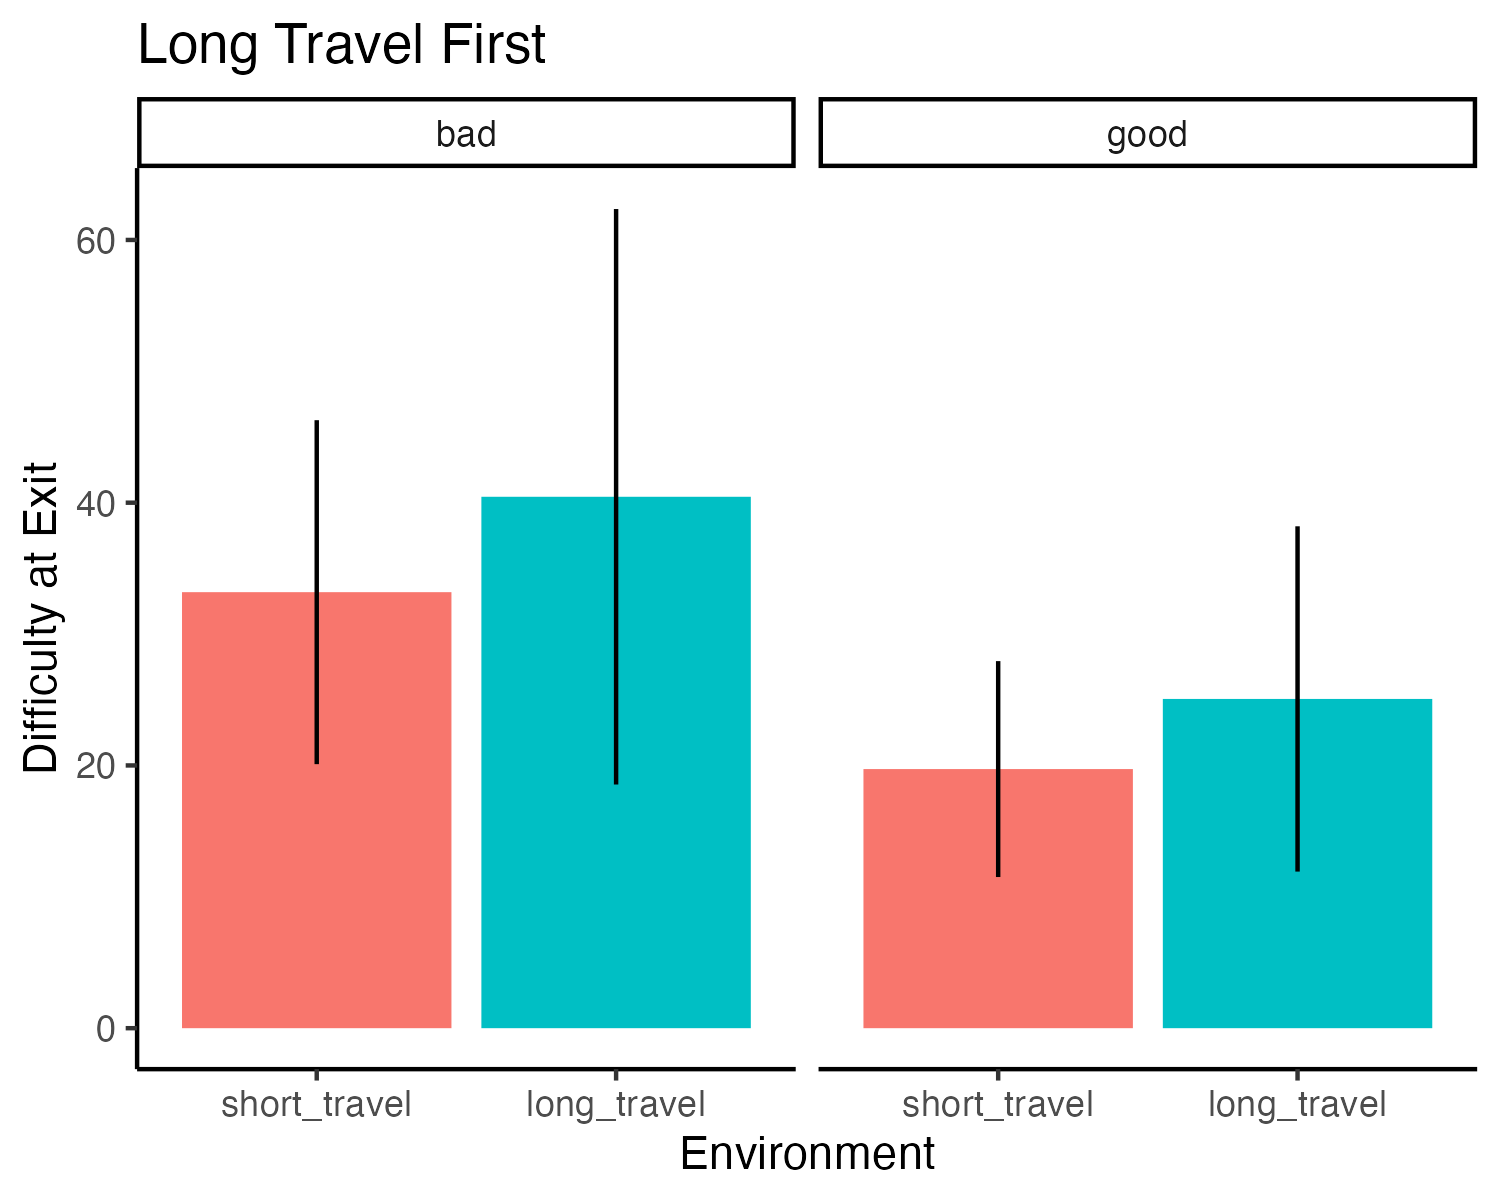 Long Travel First
bad
good
Difficulty at Exit
60
40
20
0
short_travel
long_travel
short_travel
long_travel
Environment